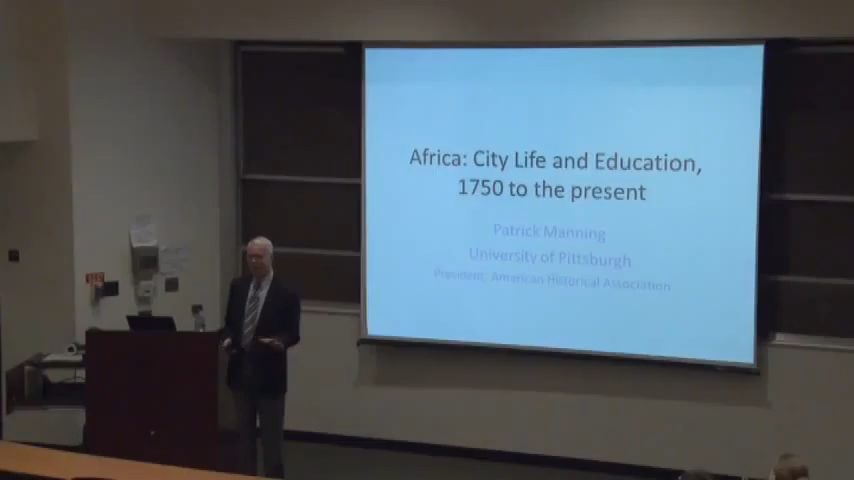 Africa: City Life and Education,
1750 to the present
Patrick Manning
University of Pittsburgh
President, American Historical Association